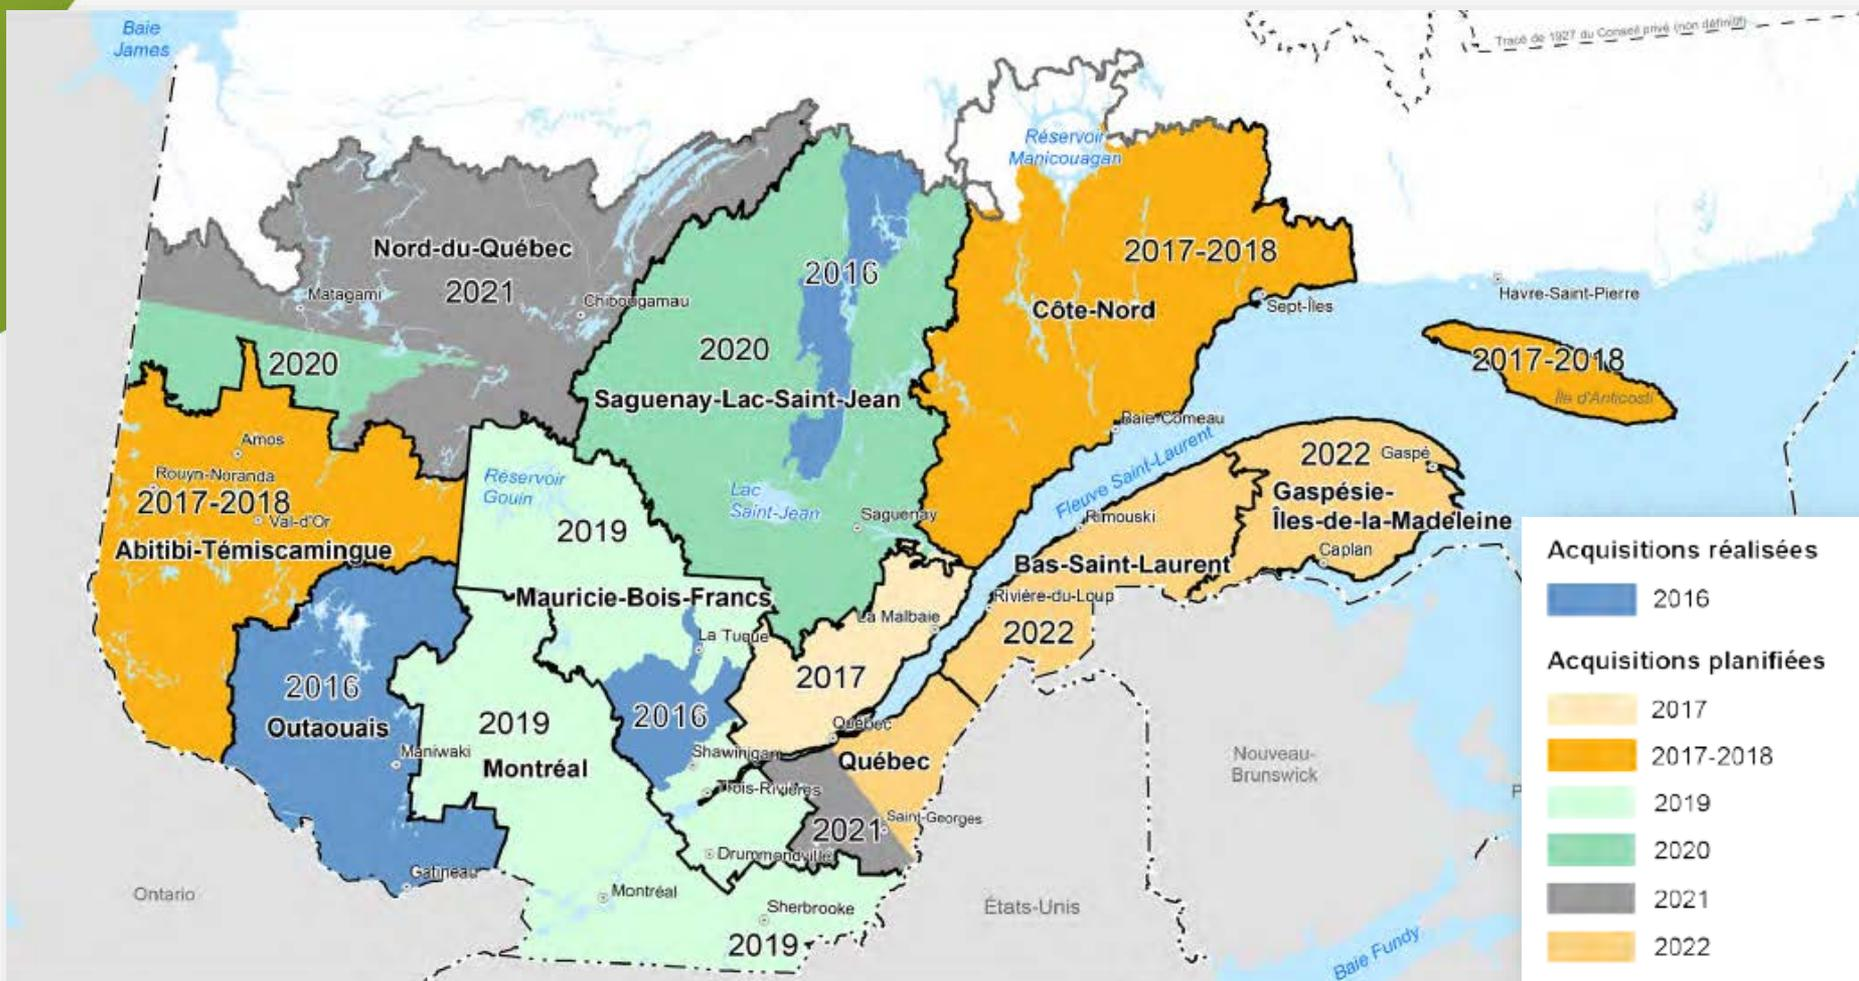 Baie
James
Tracé de 1927 du Conseil privé (non définitif)
Réservoir
Manicouagan
Nord-du-Québec
2021
Matagami
Chibougamau
2016
2017-2018
Côte-Nord
Sept-Îles
Havre-Saint-Pierre
2020
2020
Saguenay-Lac-Saint-Jean
2017-2018
Île d'Anticosti
Baie-Comeau
Fleuve Saint-Laurent
Amos
Rouyn-Noranda
2017-2018
Val-d'Or
Abitibi-Témiscamingue
Réservoir
Gouin
2019
Lac
Saint-Jean
Saguenay
2022
Gaspé
Gaspésie-
Îles-de-la-Madeleine
Caplan
Rimouski
Bas-Saint-Laurent
Rivière-du-Loup
2022
Mauricie-Bois-Francs
La Tuque
La Malbaie
2017
2016
Outaouais
Maniwaki
2019
Montréal
2016
Shawinigan
Québec
Québec
Trois-Rivières
2021
Saint-Georges
Drummondville
Gatineau
Montréal
Sherbrooke
2019
Ontario
États-Unis
Nouveau-
Brunswick
P
Baie Fundy
Acquisitions réalisées
2016
Acquisitions planifiées
2017
2017-2018
2019
2020
2021
2022